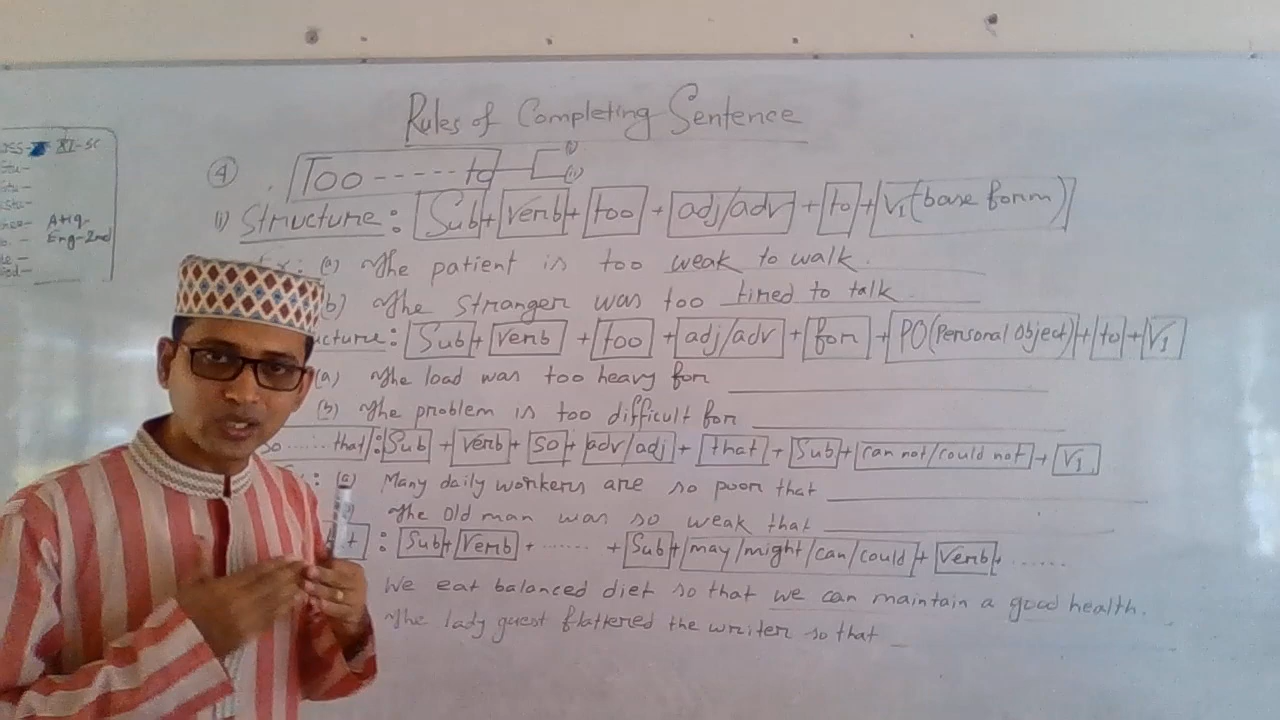 XI-SC
Atiq-
Eng-2nd
Rules of Completing Sentence
④ Too ----- to (i)
(ii)
(i) Structure: Sub + Verb + too + adj/adv + to + V1 (base form)
(a) The patient is too weak to walk.
(b) The stranger was too tired to talk.
ucture: Sub + Verb + too + adj/adv + for + PO (Personal Object) + to + V1
(a) The load was too heavy for
(b) The problem is too difficult for
so ...... that: Sub + Verb + so + adv/adj + that + Sub + can not/could not + V1
: (a) Many daily workers are so poor that
The old man was so weak that
: Sub + Verb + ...... + Sub + may/might/can/could + Verb + ......
We eat balanced diet so that we can maintain a good health.
The lady guest flattered the writer so that